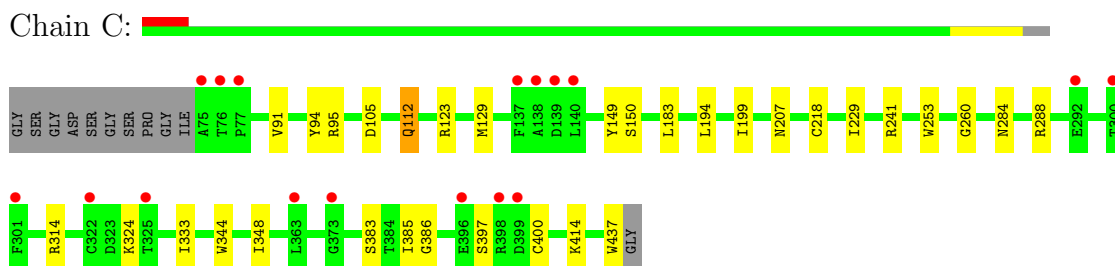 Chain C:
GLY SER GLY ASP SER GLY SER PRO GLY ILE A75 T76 P77 V91 Y94 R95 D105 Q112 R123 M129 F137 A138 D139 L140 Y149 S150 L183 L194 I199 N207 C218 I229 R241 W253 G260 N284 R288 E292 T300
F301 R314 C322 D323 K324 T325 I333 W344 I348 L363 G373 S383 T384 I385 G386 E396 S397 R398 D399 C400 K414 W437 GLY